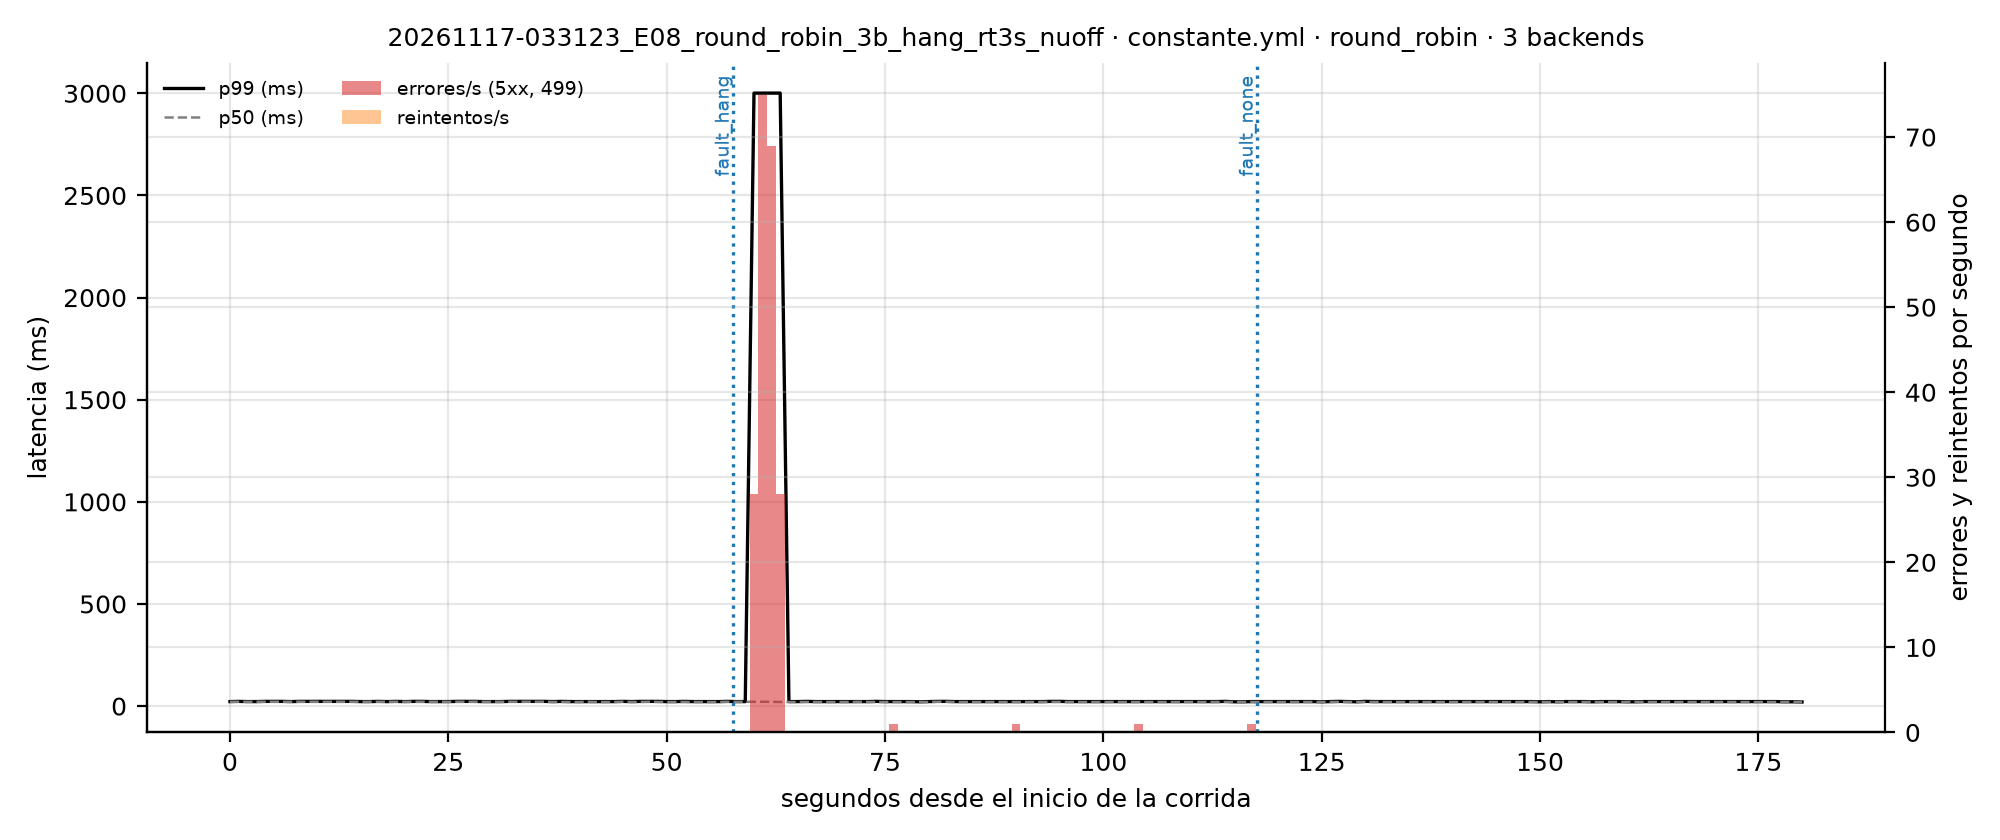 20261117-033123_E08_round_robin_3b_hang_rt3s_nuoff · constante.yml · round_robin · 3 backends
p99 (ms)
p50 (ms)
errores/s (5xx, 499)
reintentos/s
fault_hang
fault_none
latencia (ms)
3000
2500
2000
1500
1000
500
0
errores y reintentos por segundo
70
60
50
40
30
20
10
0
0 25 50 75 100 125 150 175
segundos desde el inicio de la corrida